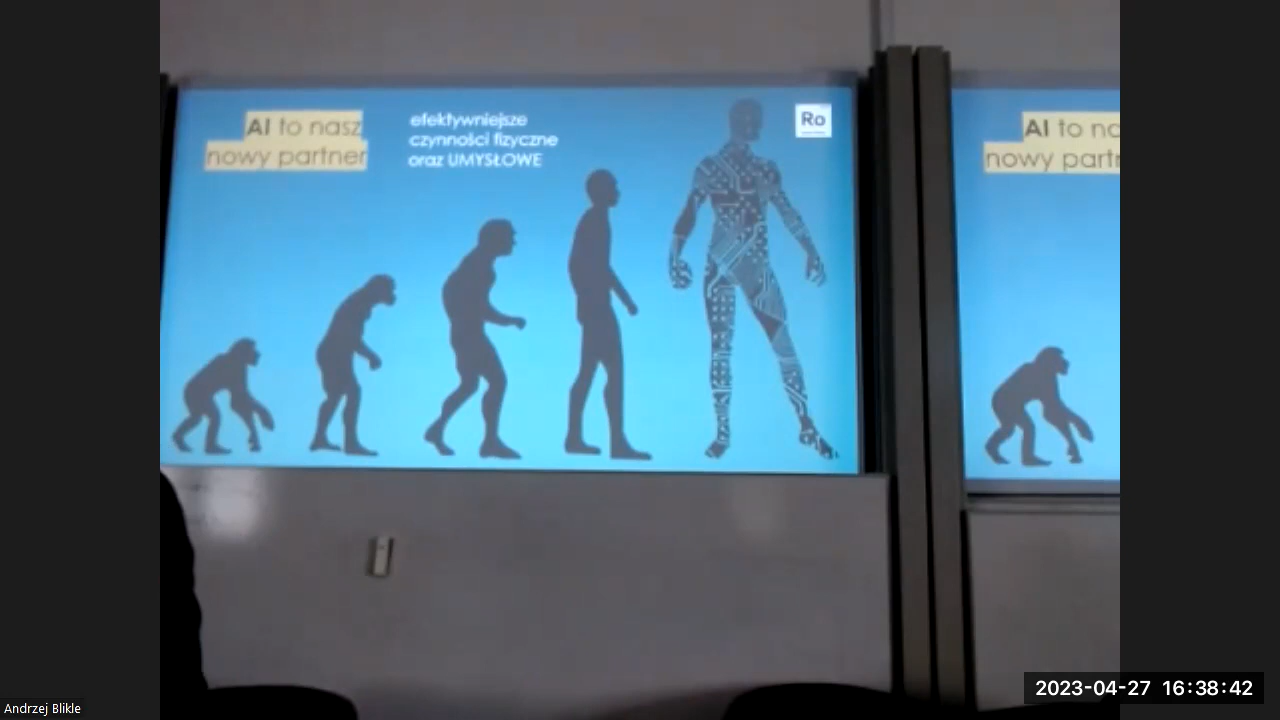 AI to nasz
nowy partner
efektywniejsze
czynności fizyczne
oraz UMYSŁOWE
Ro
AI to na
nowy partn
Andrzej Blikle
2023-04-27 16:38:42